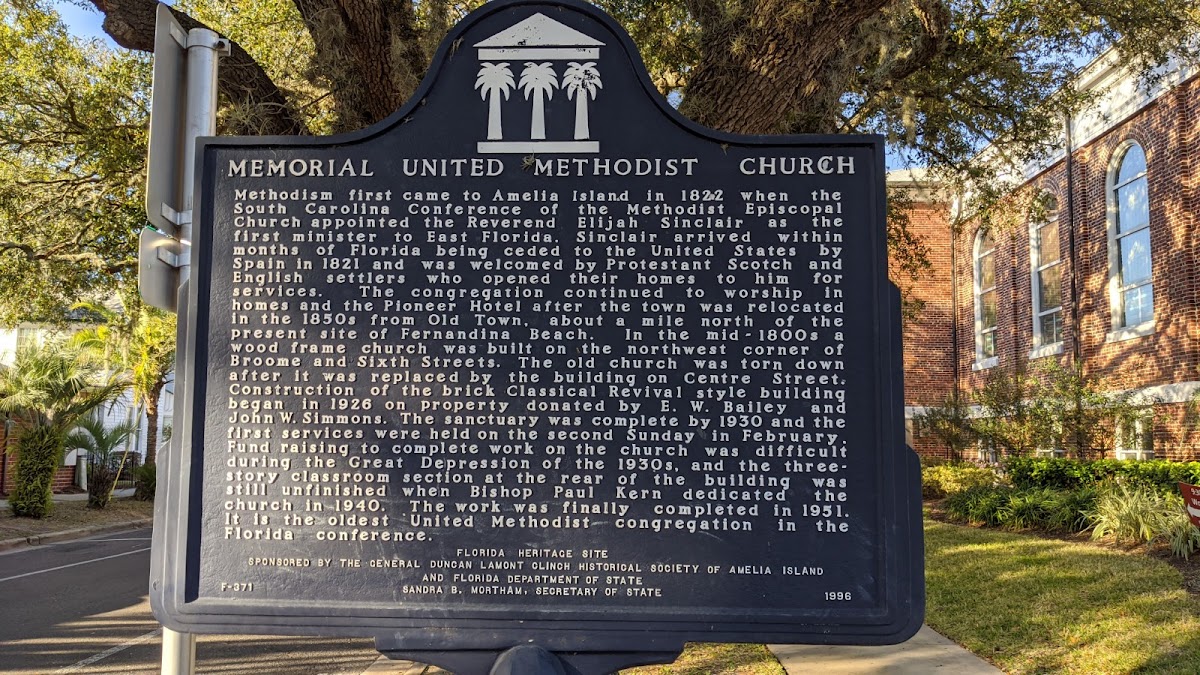 MEMORIAL UNITED METHODIST CHURCH
Methodism first came to Amelia Island in 1822 when the
South Carolina Conference of the Methodist Episcopal
Church appointed the Reverend Elijah Sinclair as the
first minister to East Florida. Sinclair arrived within
months of Florida being ceded to the United States by
Spain in 1821 and was welcomed by Protestant Scotch and
English settlers who opened their homes to him for
services. The congregation continued to worship in
homes and the Pioneer Hotel after the town was relocated
in the 1850s from Old Town, about a mile north of the
present site of Fernandina Beach. In the mid-1800s a
wood frame church was built on the northwest corner of
Broome and Sixth Streets. The old church was torn down
after it was replaced by the building on Centre Street.
Construction of the brick Classical Revival style building
began in 1926 on property donated by E. W. Bailey and
John W. Simmons. The sanctuary was complete by 1930 and the
first services were held on the second Sunday in February.
Fund raising to complete work on the church was difficult
during the Great Depression of the 1930s, and the three-
story classroom section at the rear of the building was
still unfinished when Bishop Paul Kern dedicated the
church in 1940. The work was finally completed in 1951.
It is the oldest United Methodist congregation in the
Florida conference.
FLORIDA HERITAGE SITE
SPONSORED BY THE GENERAL DUNCAN LAMONT CLINCH HISTORICAL SOCIETY OF AMELIA ISLAND
AND FLORIDA DEPARTMENT OF STATE
SANDRA B. MORTHAM, SECRETARY OF STATE
F-371 1996